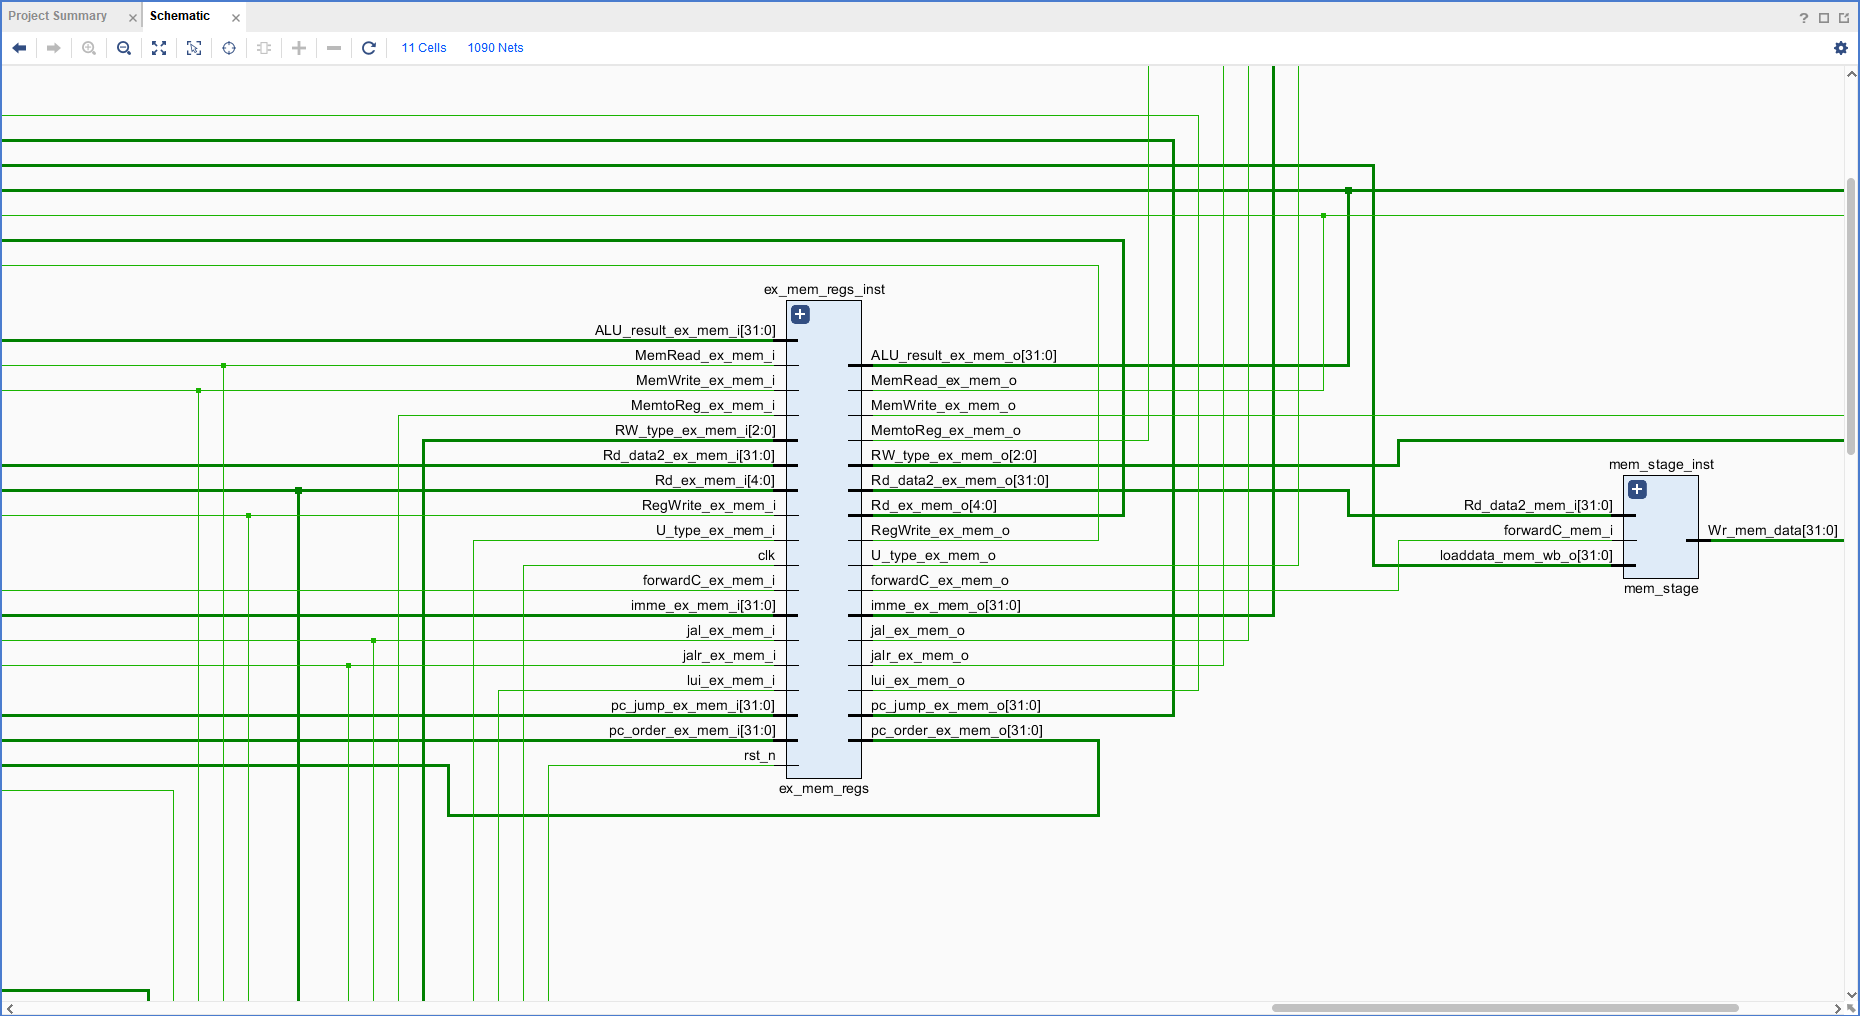 Project Summary
Schematic
11 Cells
1090 Nets
ex_mem_regs_inst
ALU_result_ex_mem_i[31:0]
MemRead_ex_mem_i
MemWrite_ex_mem_i
MemtoReg_ex_mem_i
RW_type_ex_mem_i[2:0]
Rd_data2_ex_mem_i[31:0]
Rd_ex_mem_i[4:0]
RegWrite_ex_mem_i
U_type_ex_mem_i
clk
forwardC_ex_mem_i
imme_ex_mem_i[31:0]
jal_ex_mem_i
jalr_ex_mem_i
lui_ex_mem_i
pc_jump_ex_mem_i[31:0]
pc_order_ex_mem_i[31:0]
rst_n
ALU_result_ex_mem_o[31:0]
MemRead_ex_mem_o
MemWrite_ex_mem_o
MemtoReg_ex_mem_o
RW_type_ex_mem_o[2:0]
Rd_data2_ex_mem_o[31:0]
Rd_ex_mem_o[4:0]
RegWrite_ex_mem_o
U_type_ex_mem_o
forwardC_ex_mem_o
imme_ex_mem_o[31:0]
jal_ex_mem_o
jalr_ex_mem_o
lui_ex_mem_o
pc_jump_ex_mem_o[31:0]
pc_order_ex_mem_o[31:0]
ex_mem_regs
mem_stage_inst
Rd_data2_mem_i[31:0]
forwardC_mem_i
loaddata_mem_wb_o[31:0]
Wr_mem_data[31:0]
mem_stage